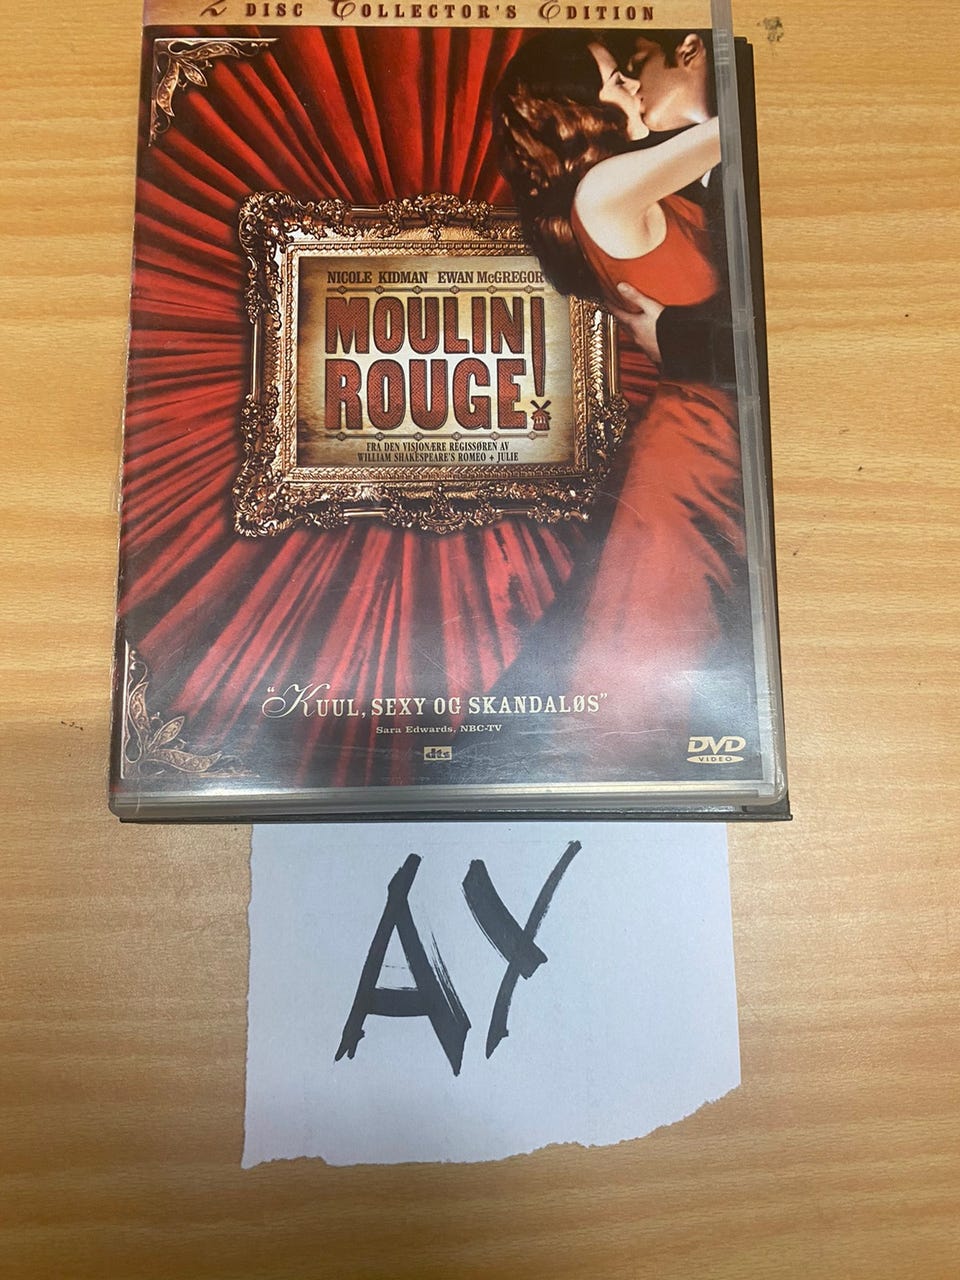 2 DISC COLLECTOR'S EDITION
NICOLE KIDMAN EWAN McGREGOR
MOULIN
ROUGE!
FRA DEN VISJONÆRE REGISSØREN AV
WILLIAM SHAKESPEARE'S ROMEO + JULIE
"KUUL, SEXY OG SKANDALØS"
Sara Edwards, NBC-TV
dts
DVD
VIDEO
AY